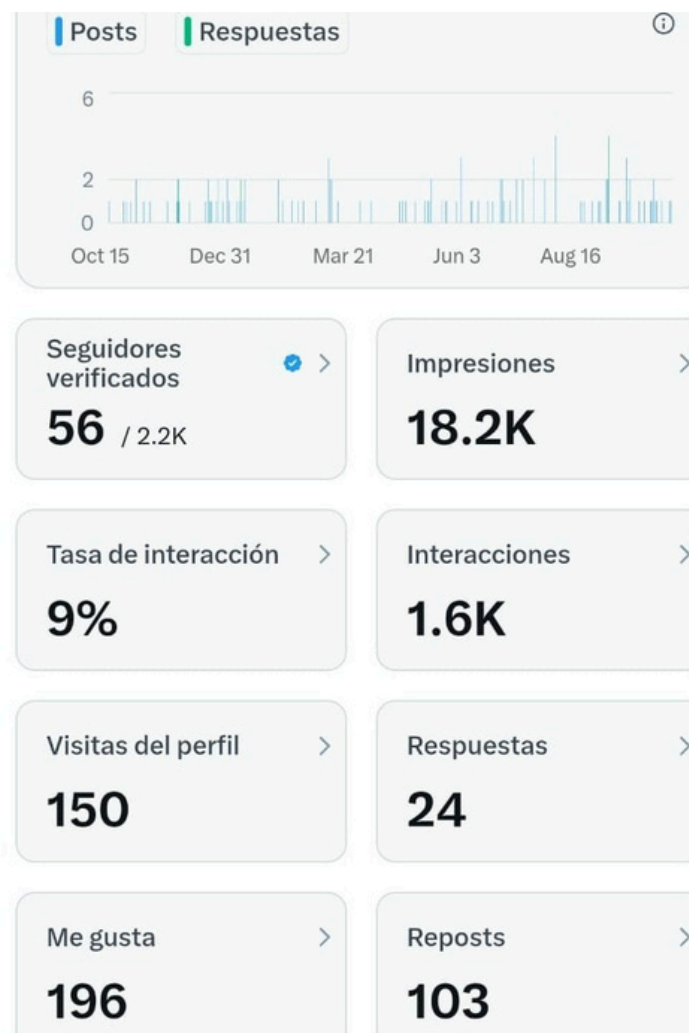 Posts Respuestas
6
2
0
Oct 15 Dec 31 Mar 21 Jun 3 Aug 16
Seguidores
verificados
56 / 2.2K
Impresiones
18.2K
Tasa de interacción
9%
Interacciones
1.6K
Visitas del perfil
150
Respuestas
24
Me gusta
196
Reposts
103